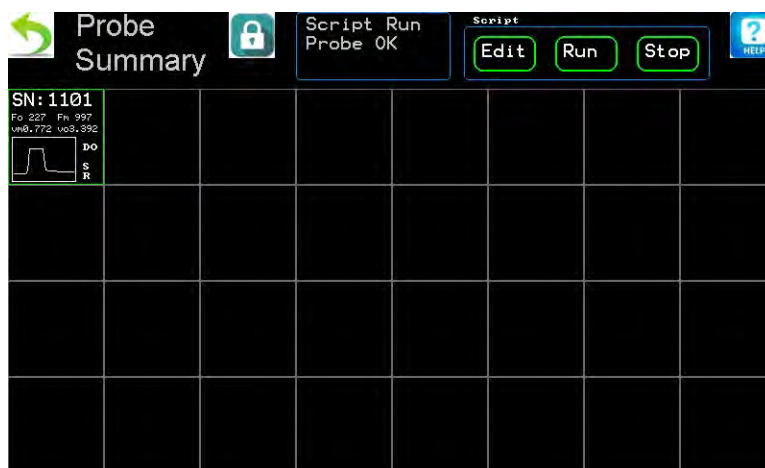 Probe
Summary
Script Run
Probe OK
Script
Edit
Run
Stop
?
HELP
SN:1101
Fo 227 Fm 997
vm0.772 vo3.392
DO
S
R